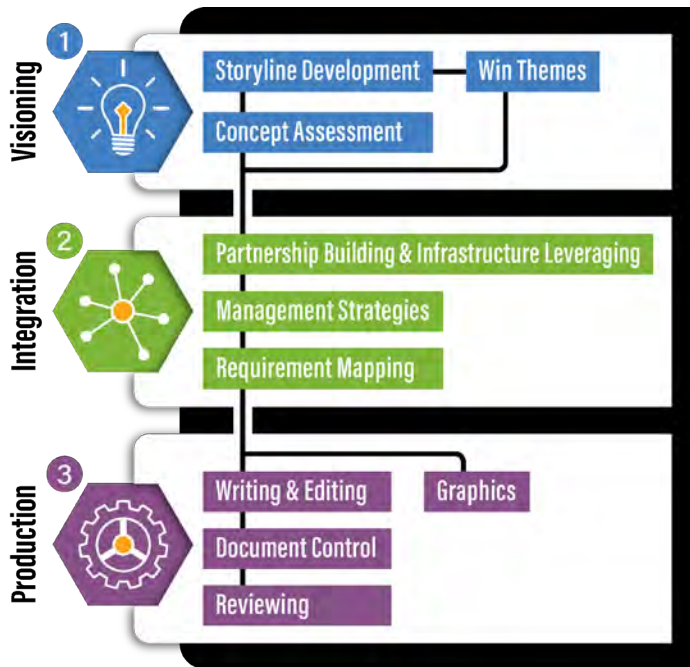 1
Visioning
Storyline Development
Win Themes
Concept Assessment
2
Integration
Partnership Building & Infrastructure Leveraging
Management Strategies
Requirement Mapping
3
Production
Writing & Editing
Graphics
Document Control
Reviewing